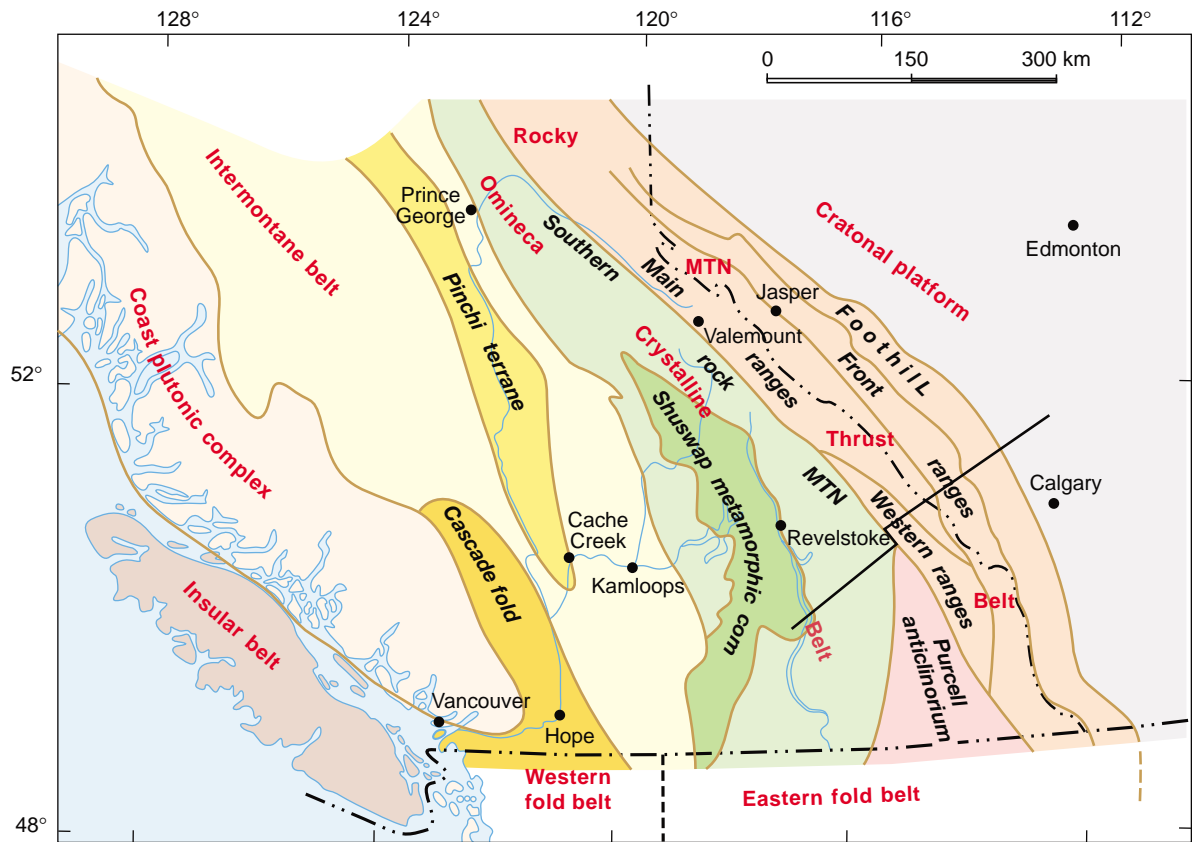 128°
124°
120°
116°
112°
0
150
300 km
Rocky
Intermontane belt
Prince
George
Omineca
Southern
Cratonal platform
Edmonton
Main
MTN
Jasper
Coast plutonic complex
Pinchi terrane
Valemount
FoothiLL
52°
Crystalline
rock
ranges
Front
Shuswap metamorphic com
Thrust
ranges
MTN
Western ranges
Calgary
Cascade fold
Cache
Creek
Revelstoke
Kamloops
Insular belt
Belt
Belt
Purcell
anticlinorium
Vancouver
Hope
Western
fold belt
Eastern fold belt
48°